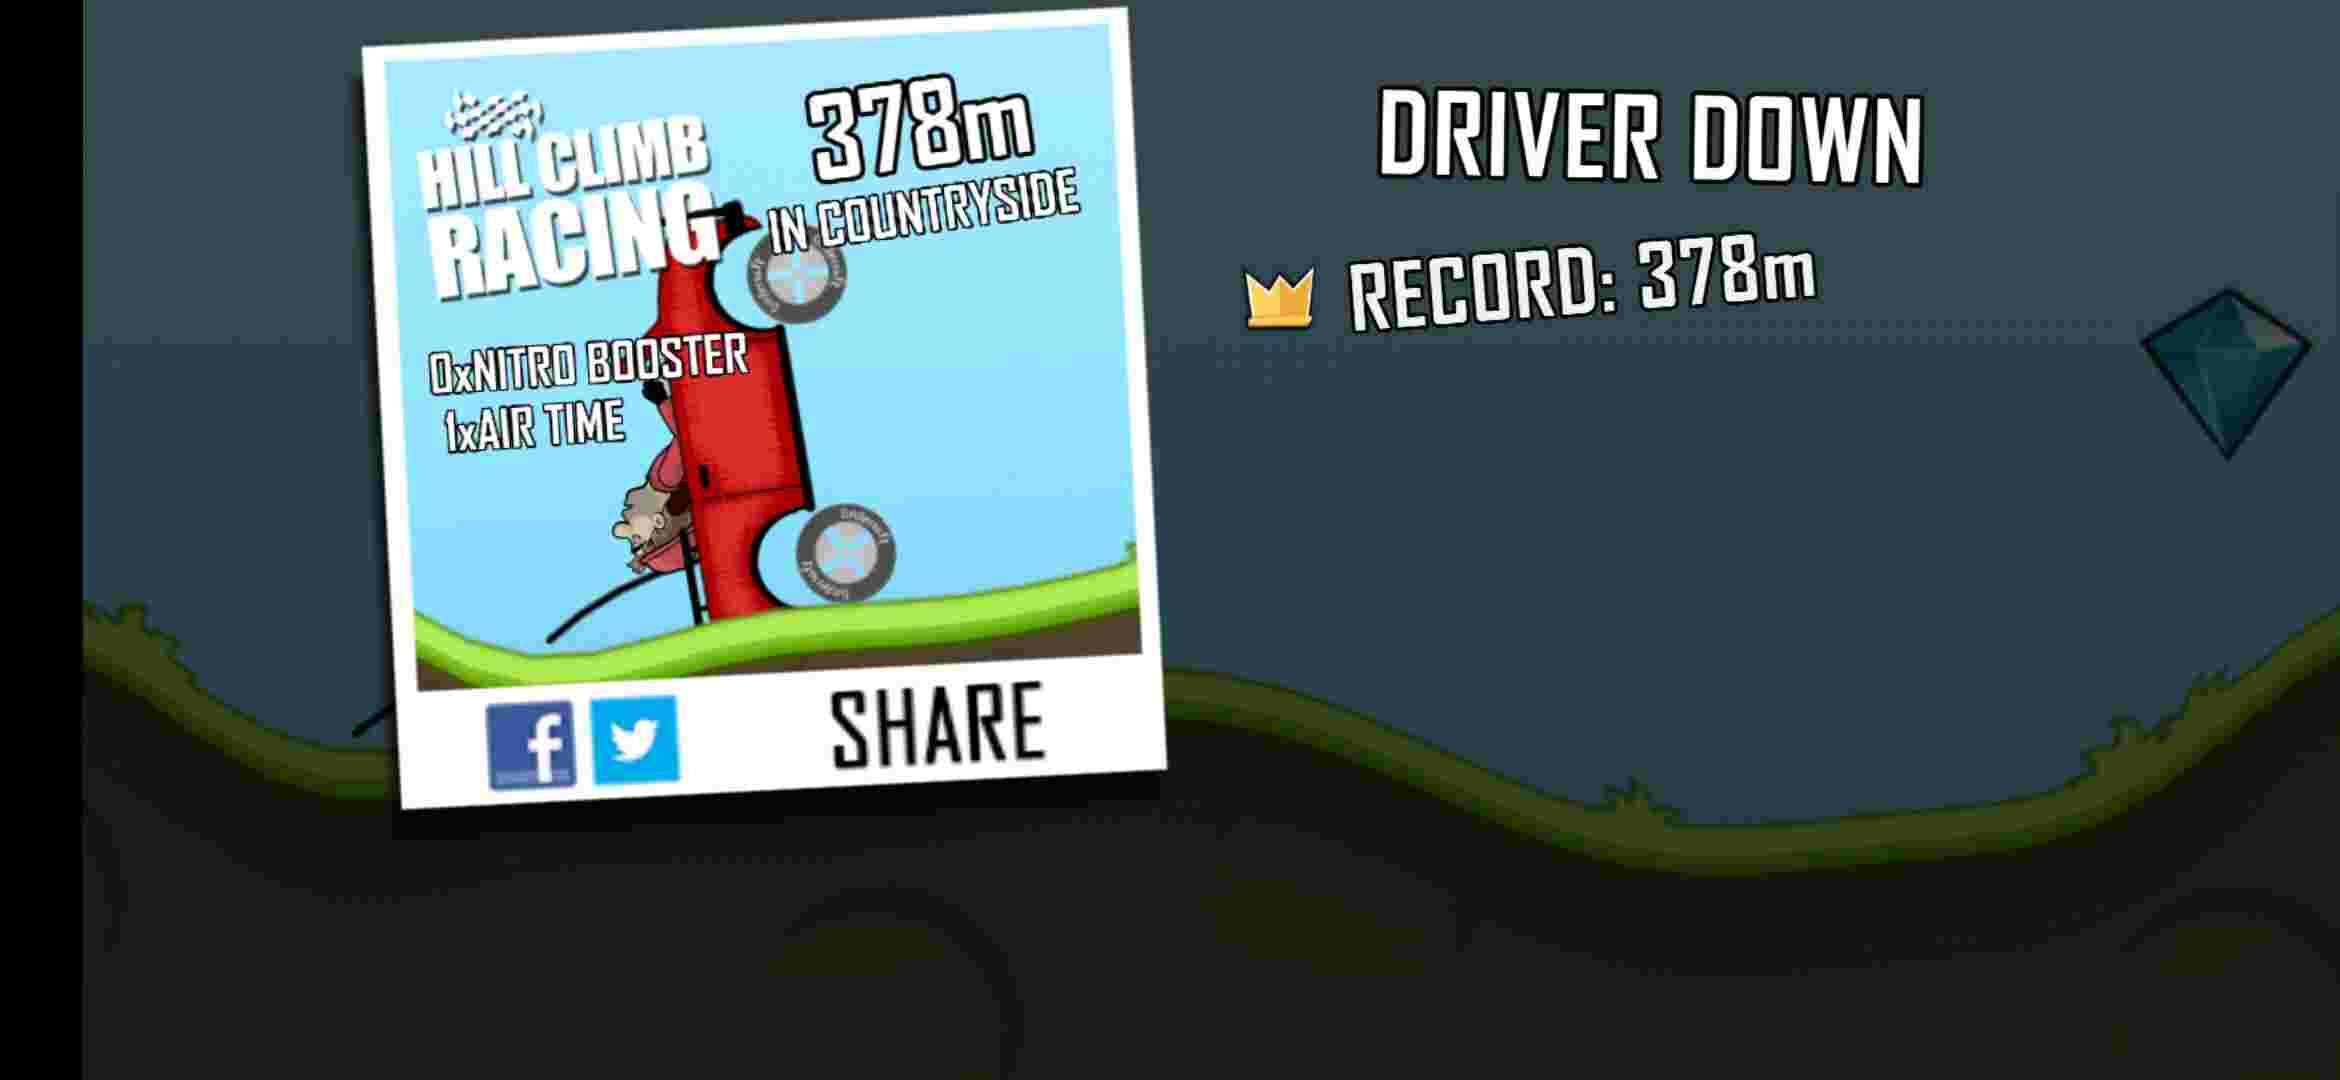 HILL CLIMB
RACING
378m
IN COUNTRYSIDE
0xNITRO BOOSTER
1xAIR TIME
SHARE
DRIVER DOWN
RECORD: 378m